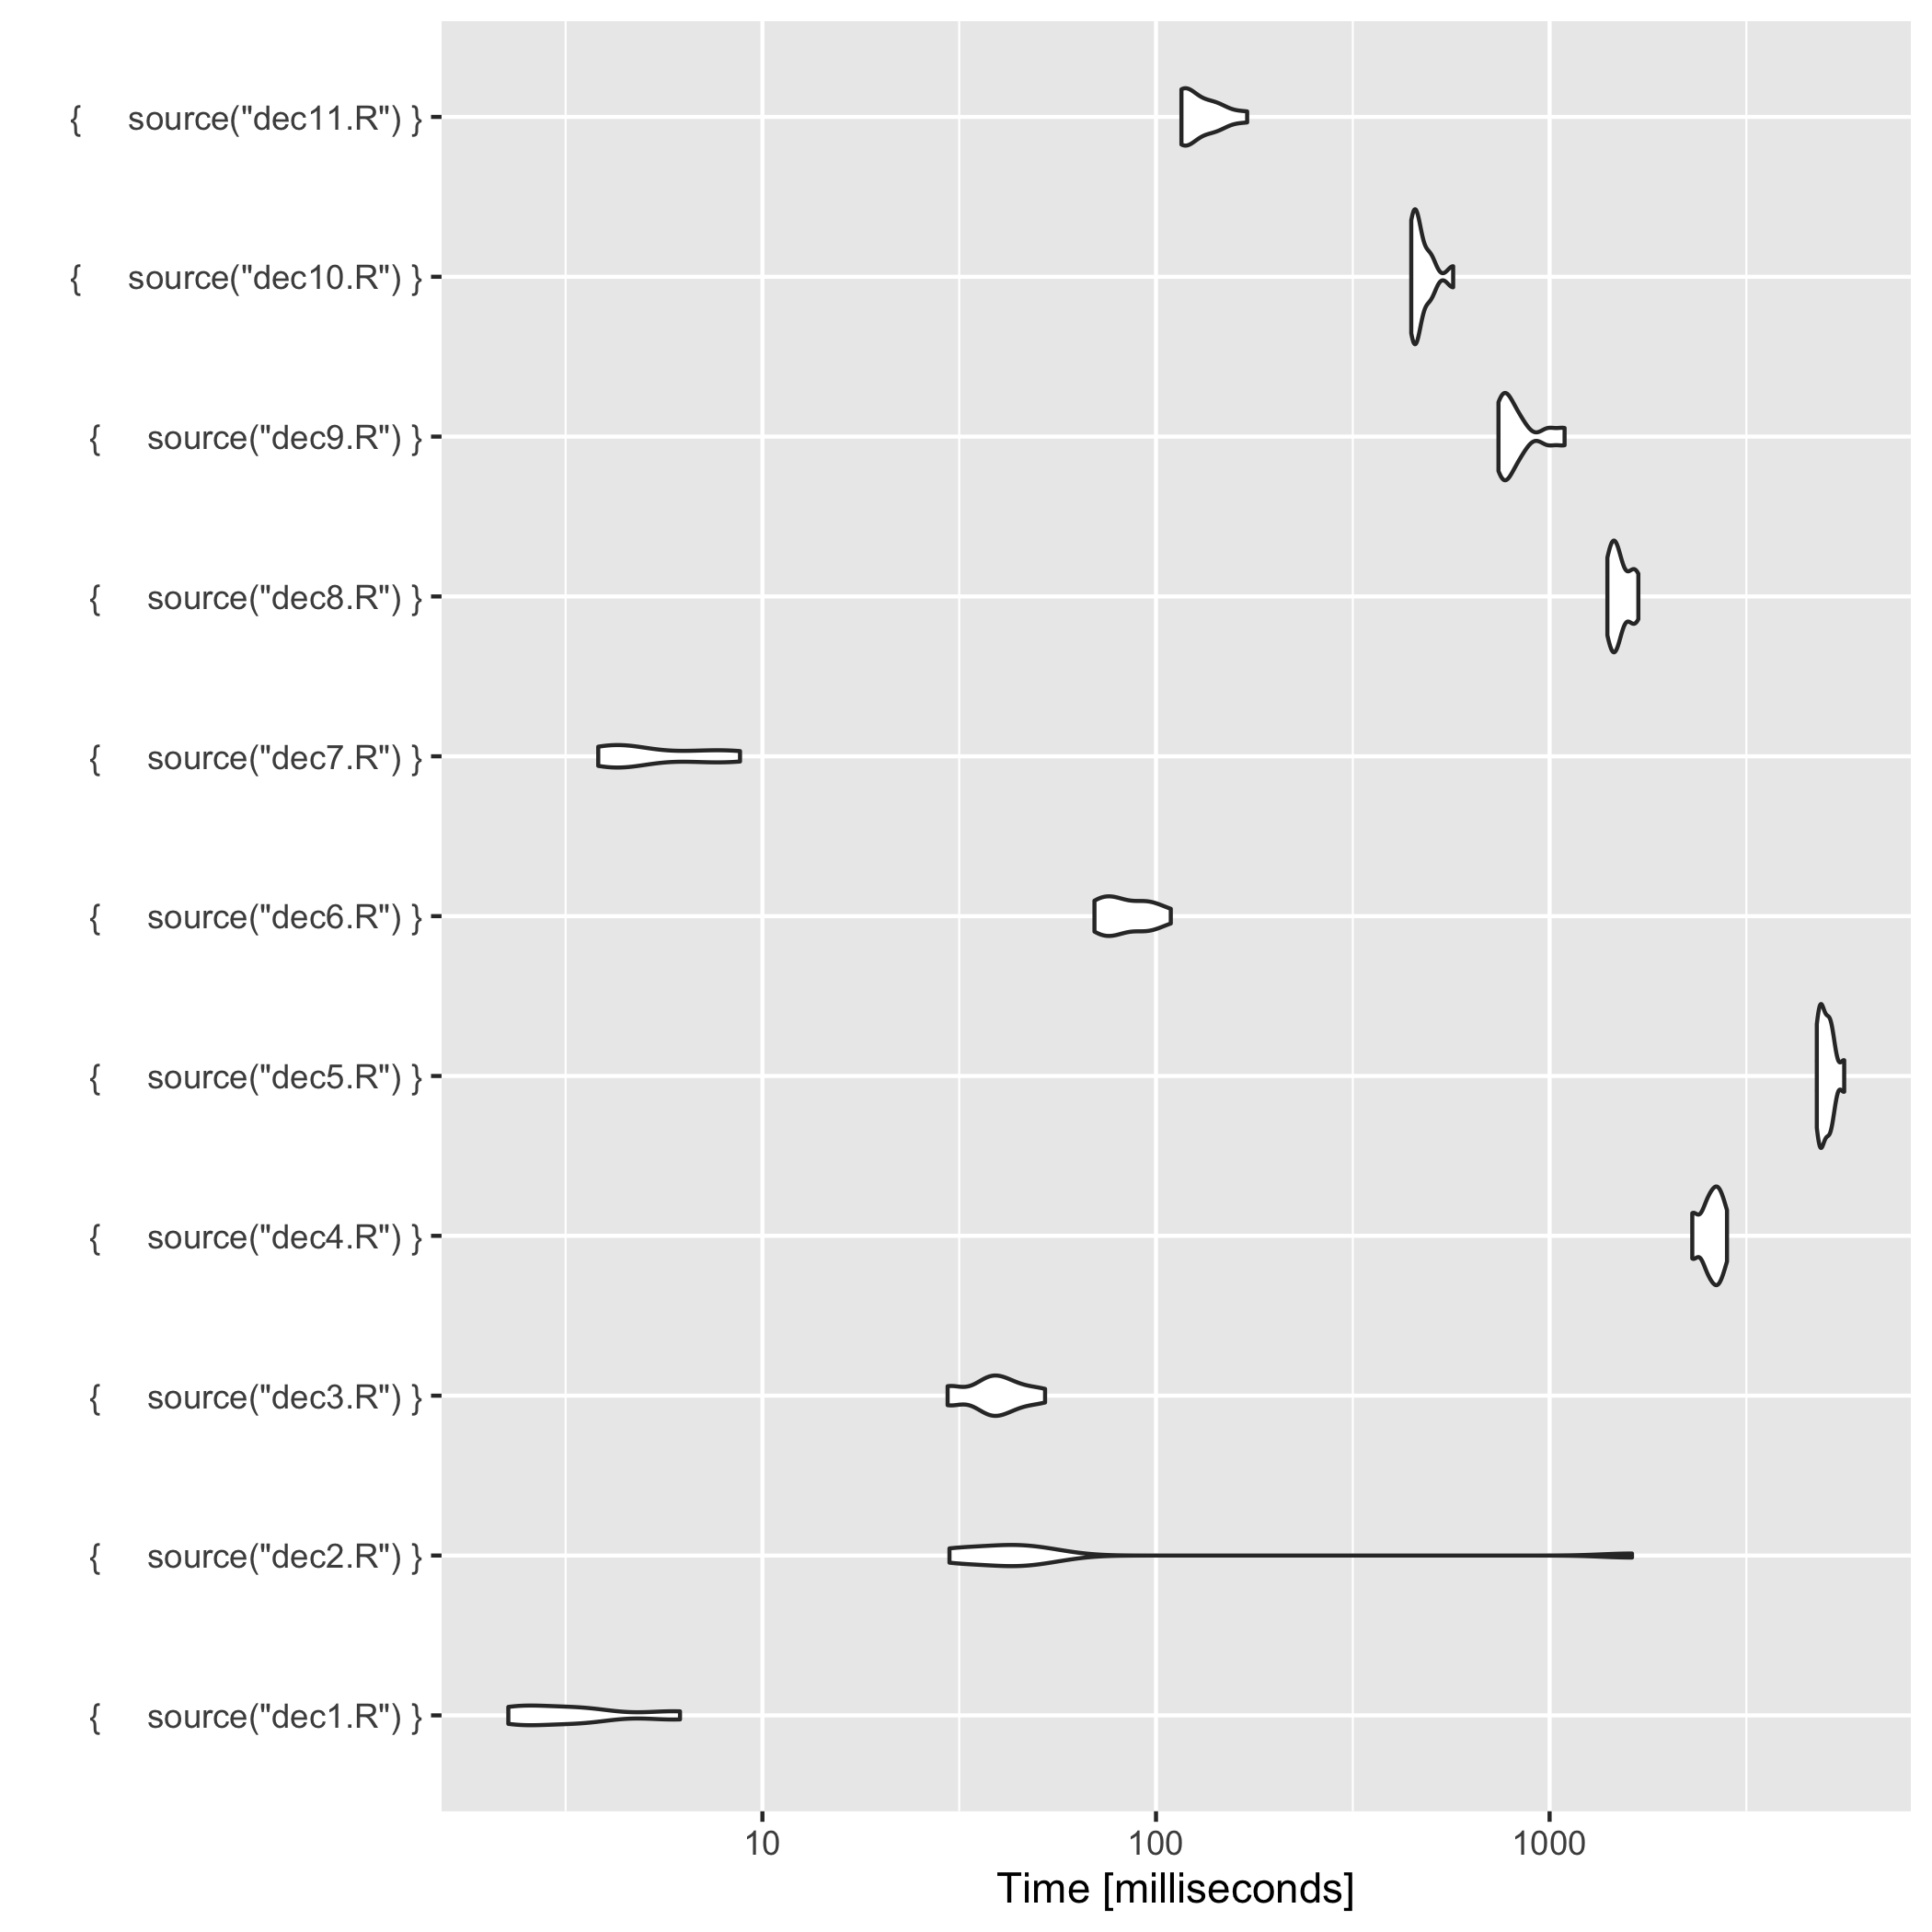 {     source("dec11.R") }
{     source("dec10.R") }
{     source("dec9.R") }
{     source("dec8.R") }
{     source("dec7.R") }
{     source("dec6.R") }
{     source("dec5.R") }
{     source("dec4.R") }
{     source("dec3.R") }
{     source("dec2.R") }
{     source("dec1.R") }
10 100 1000
Time [milliseconds]